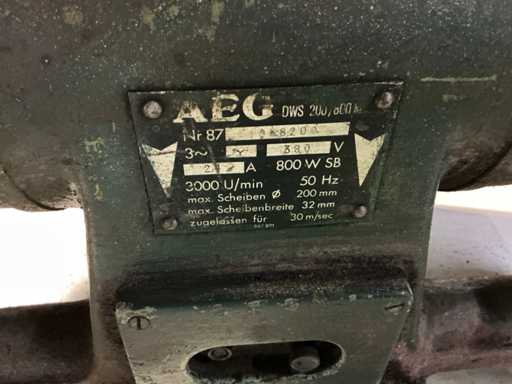 AEG DWS 200/800
Nr 87
3~ Y 380 V
A 800 W SB
3000 U/min 50 Hz
max. Scheiben Ø 200 mm
max. Scheibenbreite 32 mm
zugelassen für 30 m/sec